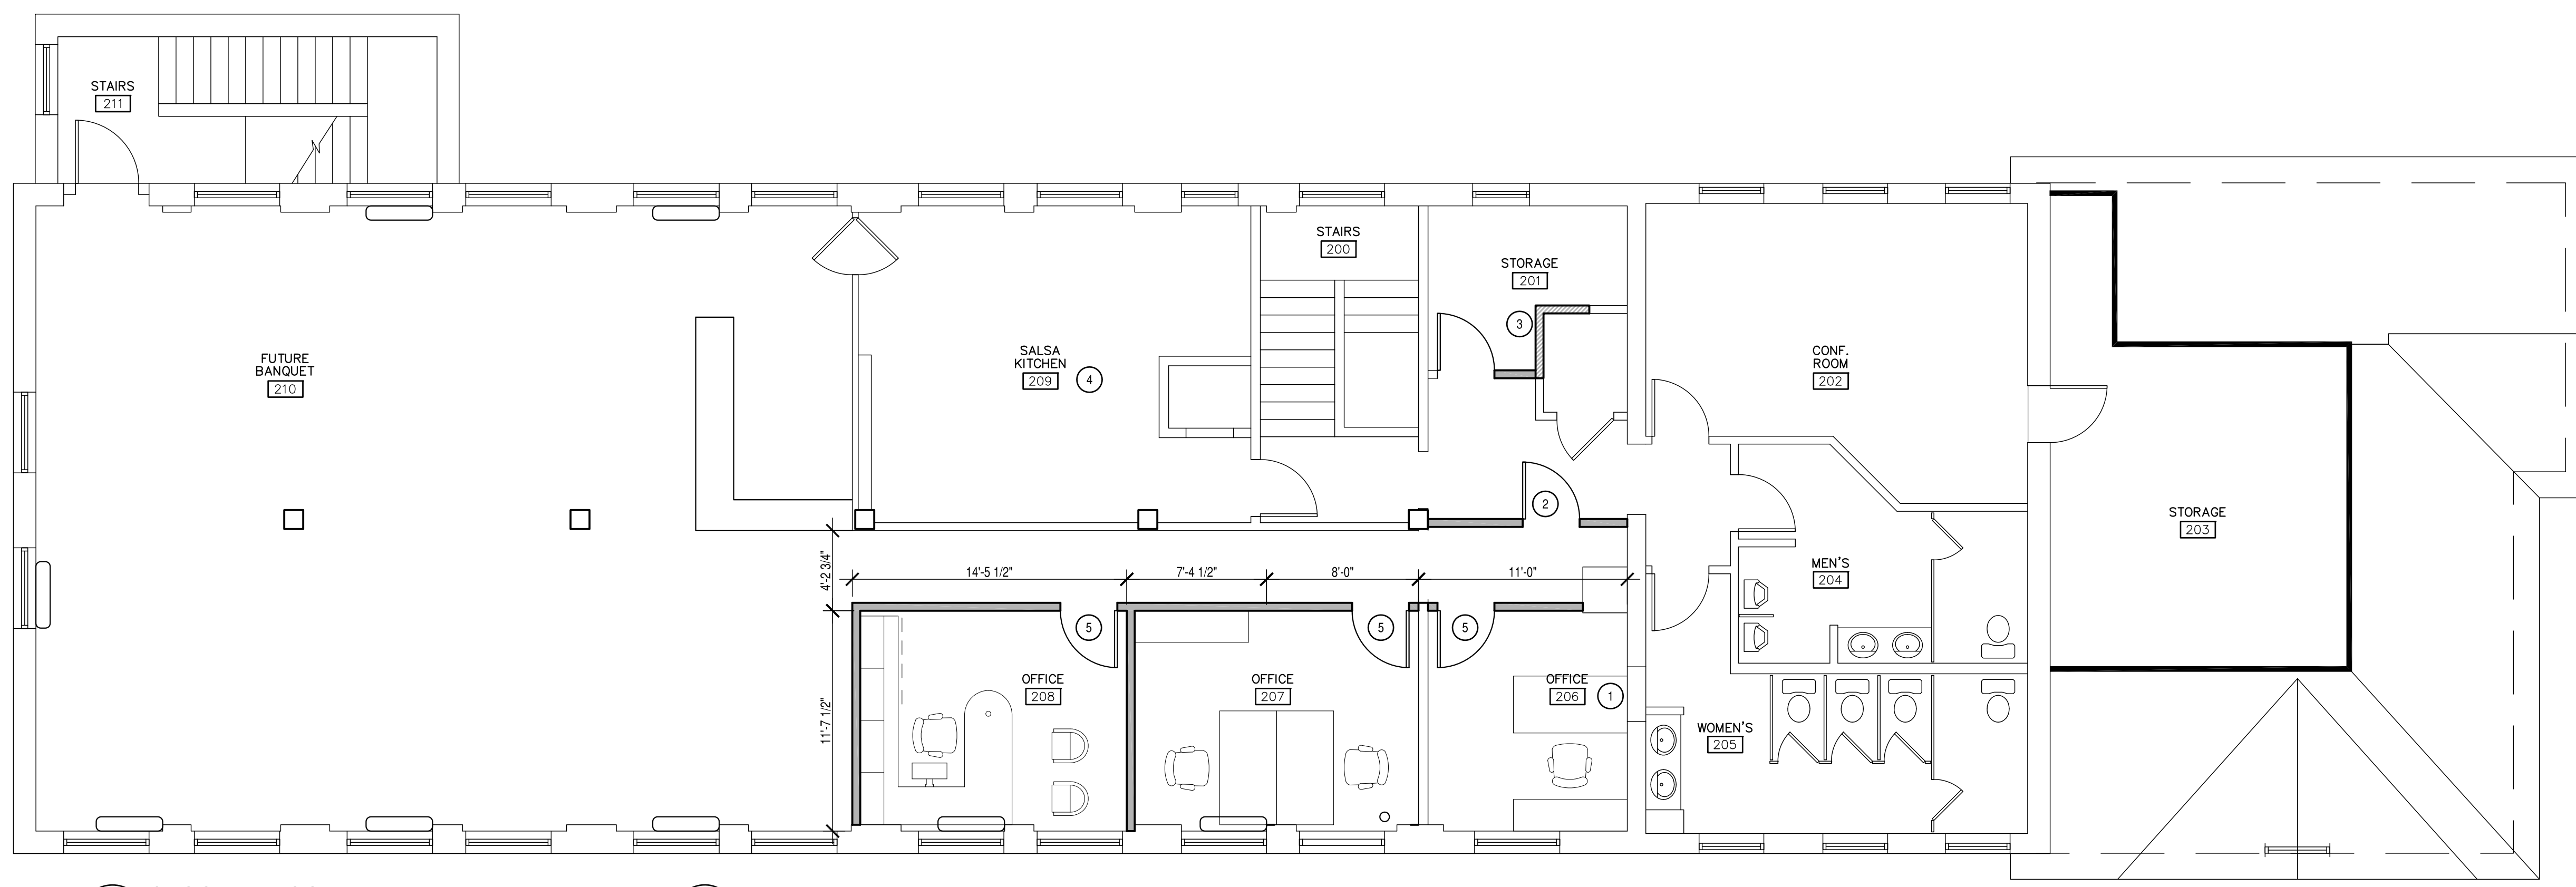 STAIRS
211
STAIRS
200
STORAGE
201
3
FUTURE
BANQUET
210
SALSA
KITCHEN
209
4
CONF.
ROOM
202
2
STORAGE
203
4'-2 3/4"
14'-5 1/2"
7'-4 1/2"
8'-0"
11'-0"
MEN'S
204
5
5
5
11'-7 1/2"
OFFICE
208
OFFICE
207
OFFICE
206
1
WOMEN'S
205